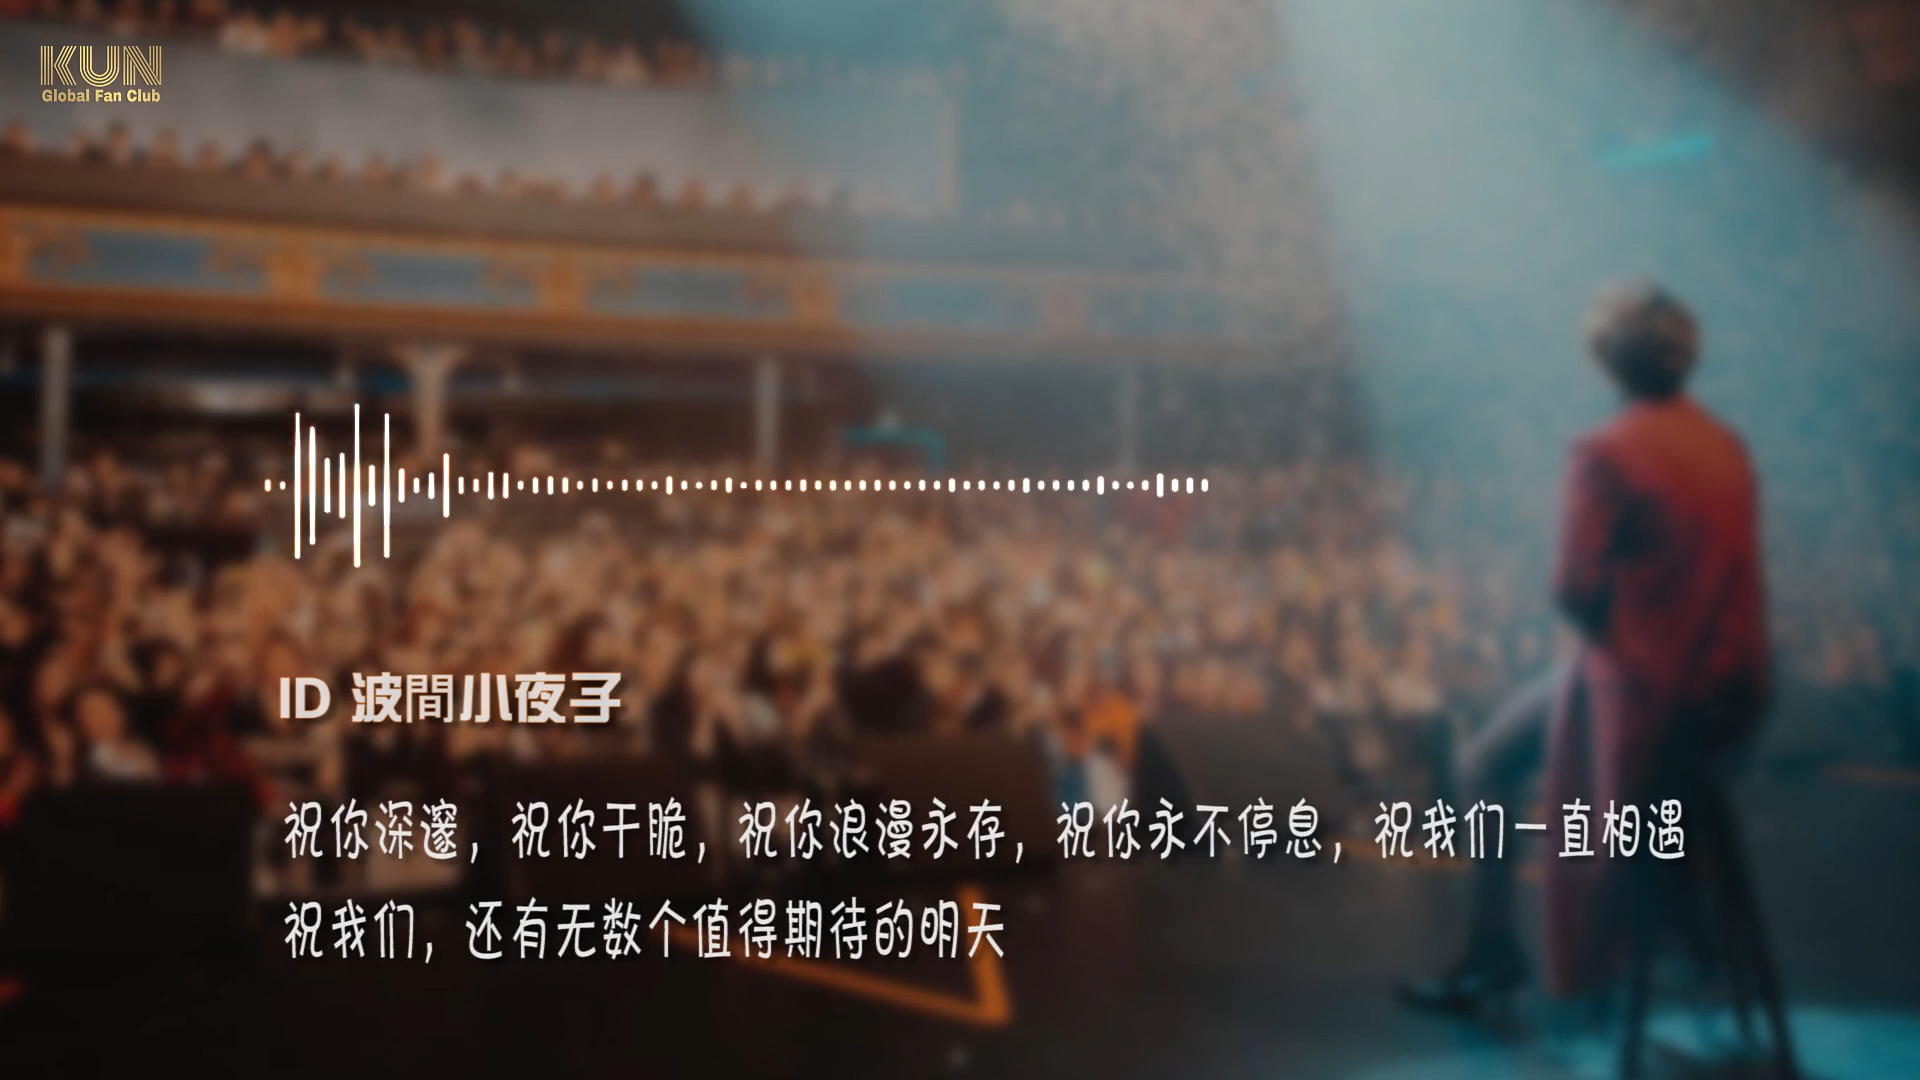 KUN
Global Fan Club
ID 波間小夜子
祝你深邃，祝你干脆，祝你浪漫永存，祝你永不停息，祝我们一直相遇
祝我们，还有无数个值得期待的明天